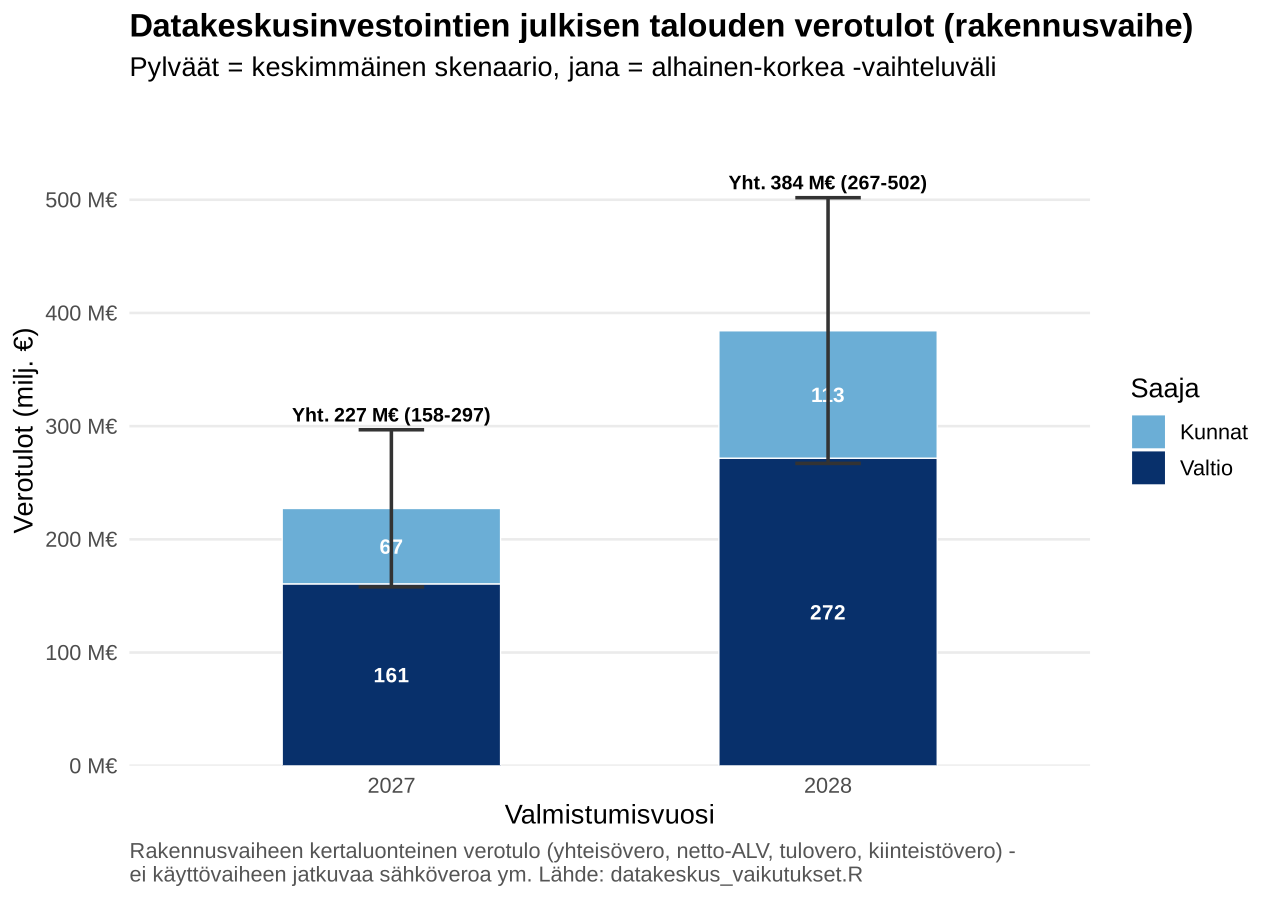 Datakeskusinvestointien julkisen talouden verotulot (rakennusvaihe)
Pylväät = keskimmäinen skenaario, jana = alhainen-korkea -vaihteluväli
Verotulot (milj. €)
500 M€
400 M€
300 M€
200 M€
100 M€
0 M€
Yht. 227 M€ (158-297)
67
161
Yht. 384 M€ (267-502)
113
272
2027
2028
Valmistumisvuosi
Saaja
Kunnat
Valtio
Rakennusvaiheen kertaluonteinen verotulo (yhteisövero, netto-ALV, tulovero, kiinteistövero) -
ei käyttövaiheen jatkuvaa sähköveroa ym. Lähde: datakeskus_vaikutukset.R